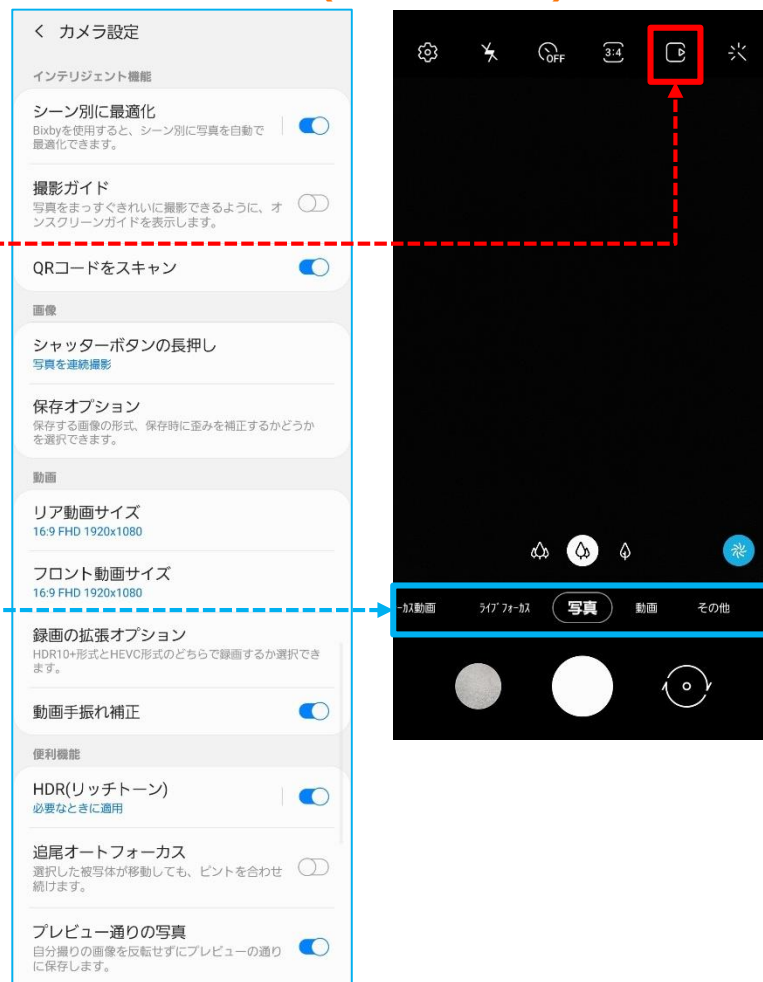 く カメラ設定
インテリジェント機能
シーン別に最適化
Bixbyを使用すると、シーン別に写真を自動で
最適化できます。
撮影ガイド
写真をまっすぐきれいに撮影できるように、オ
ンスクリーンガイドを表示します。
QRコードをスキャン
画像
シャッターボタンの長押し
写真を連続撮影
保存オプション
保存する画像の形式、保存時に歪みを補正するかどうか
を選択できます。
動画
リア動画サイズ
16:9 FHD 1920x1080
フロント動画サイズ
16:9 FHD 1920x1080
録画の拡張オプション
HDR10+形式とHEVC形式のどちらで録画するか選択でき
ます。
動画手振れ補正
便利機能
HDR(リッチトーン)
必要なときに適用
追尾オートフォーカス
選択した被写体が移動しても、ピントを合わせ
続けます。
プレビュー通りの写真
自分撮りの画像を反転せずにプレビューの通り
に保存します。
OFF
3:4
ーカス動画 ライブフォーカス 写真 動画 その他